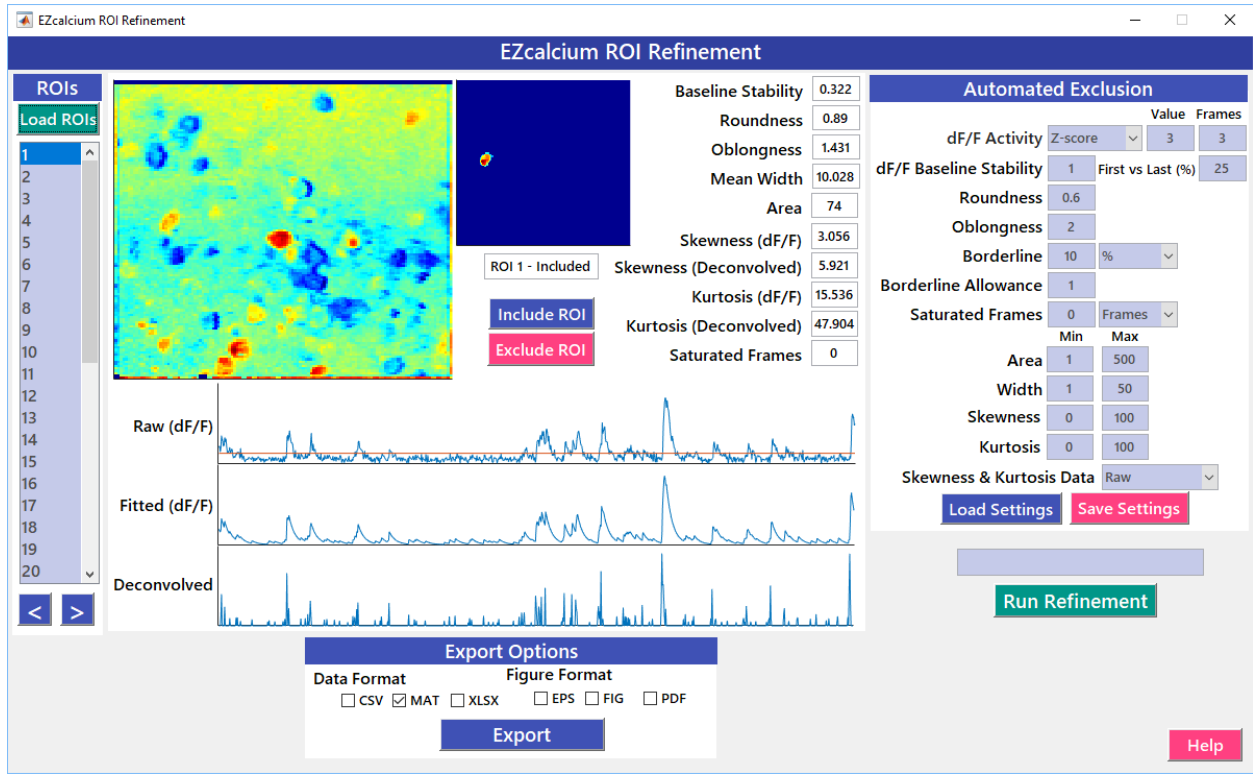 EZcalcium ROI Refinement
EZcalcium ROI Refinement
ROIs
Load ROIs
1
2
3
4
5
6
7
8
9
10
11
12
13
14
15
16
17
18
19
20
< >
Baseline Stability 0.322
Roundness 0.89
Oblongness 1.431
Mean Width 10.028
Area 74
Skewness (dF/F) 3.056
ROI 1 - Included
Skewness (Deconvolved) 5.921
Include ROI
Kurtosis (dF/F) 15.536
Kurtosis (Deconvolved) 47.904
Exclude ROI
Saturated Frames 0
Raw (dF/F)
Fitted (dF/F)
Deconvolved
Automated Exclusion
Value Frames
dF/F Activity Z-score 3 3
dF/F Baseline Stability 1 First vs Last (%) 25
Roundness 0.6
Oblongness 2
Borderline 10 %
Borderline Allowance 1
Saturated Frames 0 Frames
Min Max
Area 1 500
Width 1 50
Skewness 0 100
Kurtosis 0 100
Skewness & Kurtosis Data Raw
Load Settings Save Settings
Run Refinement
Export Options
Data Format Figure Format
CSV MAT XLSX EPS FIG PDF
Export
Help